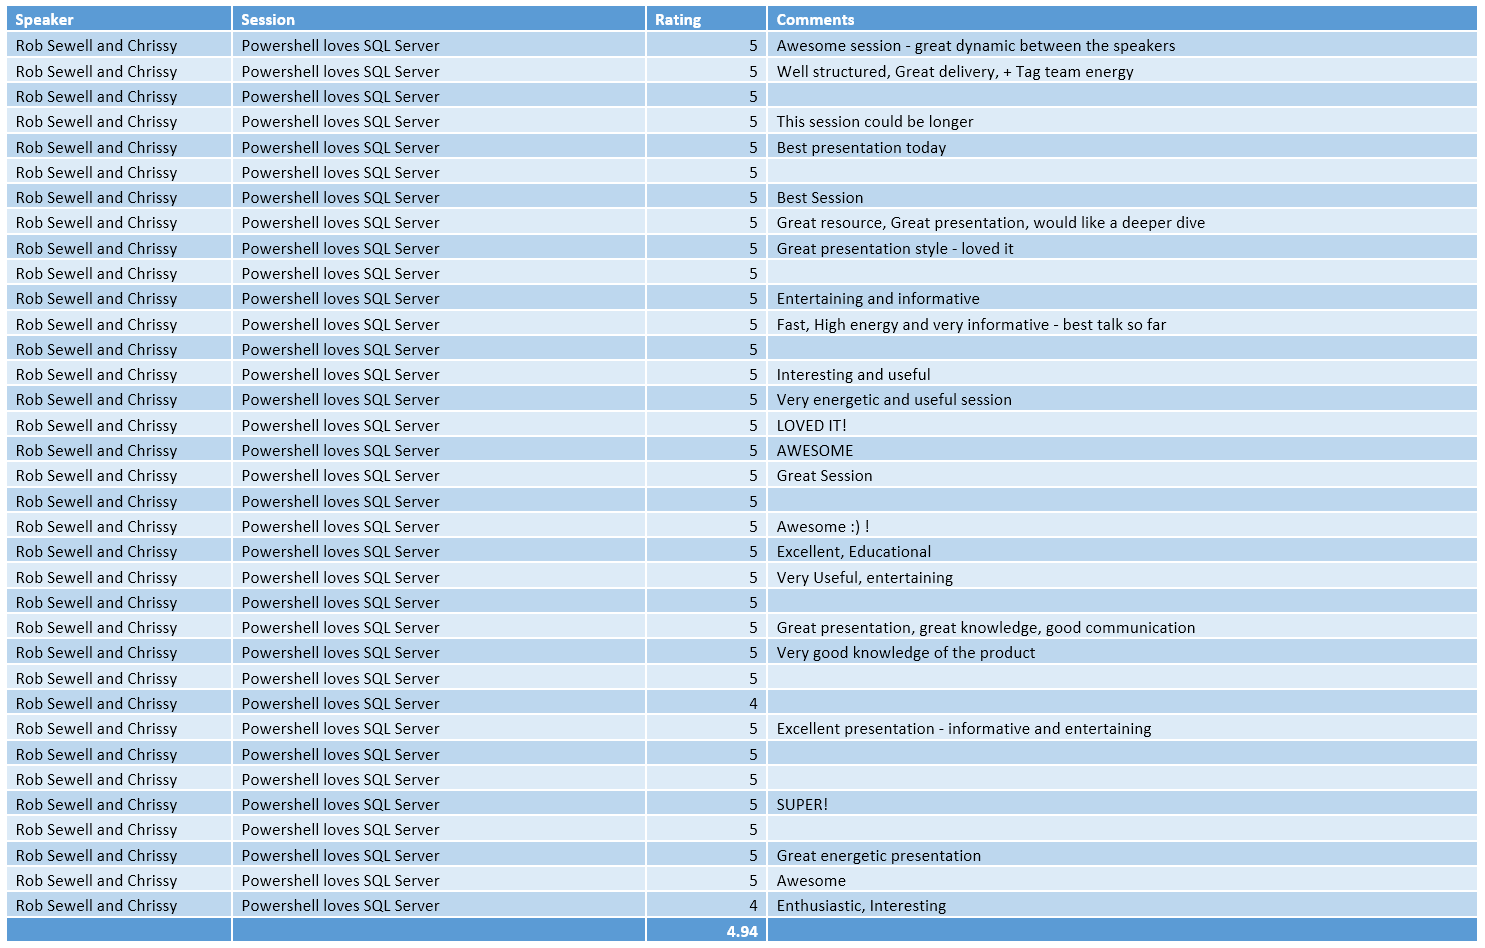 Speaker Session Rating Comments
Rob Sewell and Chrissy Powershell loves SQL Server 5 Awesome session - great dynamic between the speakers
Rob Sewell and Chrissy Powershell loves SQL Server 5 Well structured, Great delivery, + Tag team energy
Rob Sewell and Chrissy Powershell loves SQL Server 5
Rob Sewell and Chrissy Powershell loves SQL Server 5 This session could be longer
Rob Sewell and Chrissy Powershell loves SQL Server 5 Best presentation today
Rob Sewell and Chrissy Powershell loves SQL Server 5
Rob Sewell and Chrissy Powershell loves SQL Server 5 Best Session
Rob Sewell and Chrissy Powershell loves SQL Server 5 Great resource, Great presentation, would like a deeper dive
Rob Sewell and Chrissy Powershell loves SQL Server 5 Great presentation style - loved it
Rob Sewell and Chrissy Powershell loves SQL Server 5
Rob Sewell and Chrissy Powershell loves SQL Server 5 Entertaining and informative
Rob Sewell and Chrissy Powershell loves SQL Server 5 Fast, High energy and very informative - best talk so far
Rob Sewell and Chrissy Powershell loves SQL Server 5
Rob Sewell and Chrissy Powershell loves SQL Server 5 Interesting and useful
Rob Sewell and Chrissy Powershell loves SQL Server 5 Very energetic and useful session
Rob Sewell and Chrissy Powershell loves SQL Server 5 LOVED IT!
Rob Sewell and Chrissy Powershell loves SQL Server 5 AWESOME
Rob Sewell and Chrissy Powershell loves SQL Server 5 Great Session
Rob Sewell and Chrissy Powershell loves SQL Server 5
Rob Sewell and Chrissy Powershell loves SQL Server 5 Awesome :) !
Rob Sewell and Chrissy Powershell loves SQL Server 5 Excellent, Educational
Rob Sewell and Chrissy Powershell loves SQL Server 5 Very Useful, entertaining
Rob Sewell and Chrissy Powershell loves SQL Server 5
Rob Sewell and Chrissy Powershell loves SQL Server 5 Great presentation, great knowledge, good communication
Rob Sewell and Chrissy Powershell loves SQL Server 5 Very good knowledge of the product
Rob Sewell and Chrissy Powershell loves SQL Server 5
Rob Sewell and Chrissy Powershell loves SQL Server 4
Rob Sewell and Chrissy Powershell loves SQL Server 5 Excellent presentation - informative and entertaining
Rob Sewell and Chrissy Powershell loves SQL Server 5
Rob Sewell and Chrissy Powershell loves SQL Server 5
Rob Sewell and Chrissy Powershell loves SQL Server 5 SUPER!
Rob Sewell and Chrissy Powershell loves SQL Server 5
Rob Sewell and Chrissy Powershell loves SQL Server 5 Great energetic presentation
Rob Sewell and Chrissy Powershell loves SQL Server 5 Awesome
Rob Sewell and Chrissy Powershell loves SQL Server 4 Enthusiastic, Interesting
4.94